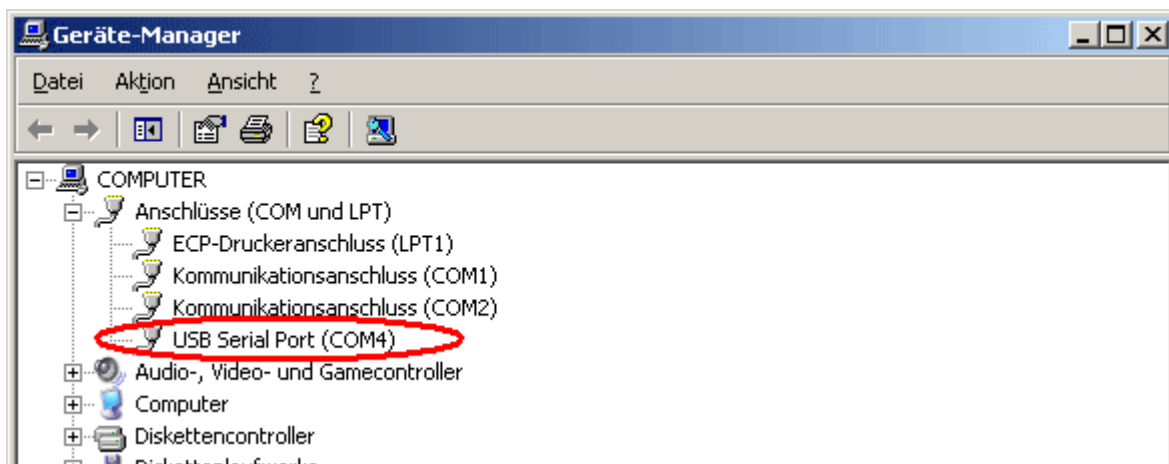 Geräte-Manager
Datei Aktion Ansicht ?
COMPUTER
Anschlüsse (COM und LPT)
ECP-Druckeranschluss (LPT1)
Kommunikationsanschluss (COM1)
Kommunikationsanschluss (COM2)
USB Serial Port (COM4)
Audio-, Video- und Gamecontroller
Computer
Diskettencontroller
Diskettenlaufwerke